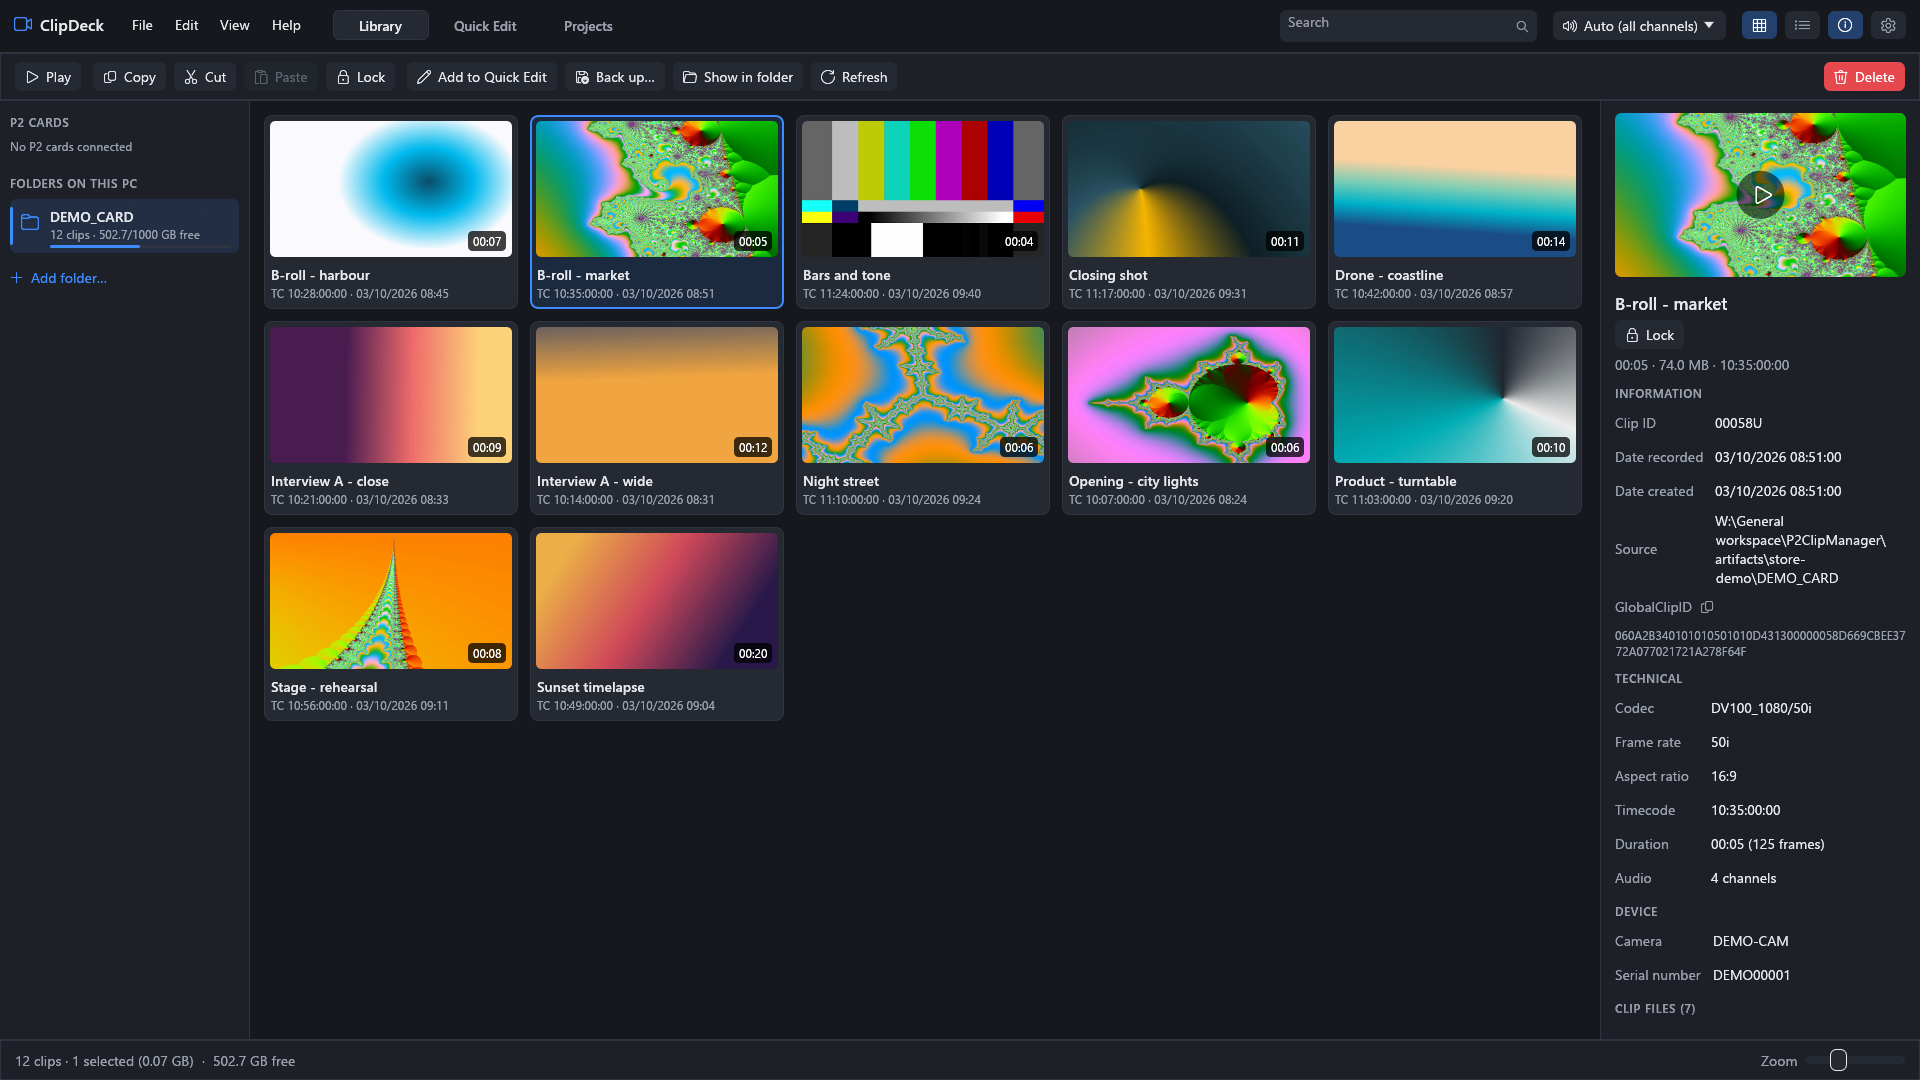 ClipDeck
File Edit View Help
Library Quick Edit Projects
Search
Auto (all channels)
Play Copy Cut Paste Lock Add to Quick Edit Back up... Show in folder Refresh
Delete
P2 CARDS
No P2 cards connected
FOLDERS ON THIS PC
DEMO_CARD
12 clips · 502.7/1000 GB free
Add folder...
00:07
B-roll - harbour
TC 10:28:00:00 · 03/10/2026 08:45
00:05
B-roll - market
TC 10:35:00:00 · 03/10/2026 08:51
00:04
Bars and tone
TC 11:24:00:00 · 03/10/2026 09:40
00:11
Closing shot
TC 11:17:00:00 · 03/10/2026 09:31
00:14
Drone - coastline
TC 10:42:00:00 · 03/10/2026 08:57
00:09
Interview A - close
TC 10:21:00:00 · 03/10/2026 08:33
00:12
Interview A - wide
TC 10:14:00:00 · 03/10/2026 08:31
00:06
Night street
TC 11:10:00:00 · 03/10/2026 09:24
00:06
Opening - city lights
TC 10:07:00:00 · 03/10/2026 08:24
00:10
Product - turntable
TC 11:03:00:00 · 03/10/2026 09:20
00:08
Stage - rehearsal
TC 10:56:00:00 · 03/10/2026 09:11
00:20
Sunset timelapse
TC 10:49:00:00 · 03/10/2026 09:04
B-roll - market
Lock
00:05 · 74.0 MB · 10:35:00:00
INFORMATION
Clip ID 00058U
Date recorded 03/10/2026 08:51:00
Date created 03/10/2026 08:51:00
Source W:\General
workspace\P2ClipManager\
artifacts\store-
demo\DEMO_CARD
GlobalClipID
060A2B340101010501010D431300000058D669CBEE37
72A077021721A278F64F
TECHNICAL
Codec DV100_1080/50i
Frame rate 50i
Aspect ratio 16:9
Timecode 10:35:00:00
Duration 00:05 (125 frames)
Audio 4 channels
DEVICE
Camera DEMO-CAM
Serial number DEMO00001
CLIP FILES (7)
12 clips · 1 selected (0.07 GB) · 502.7 GB free
Zoom